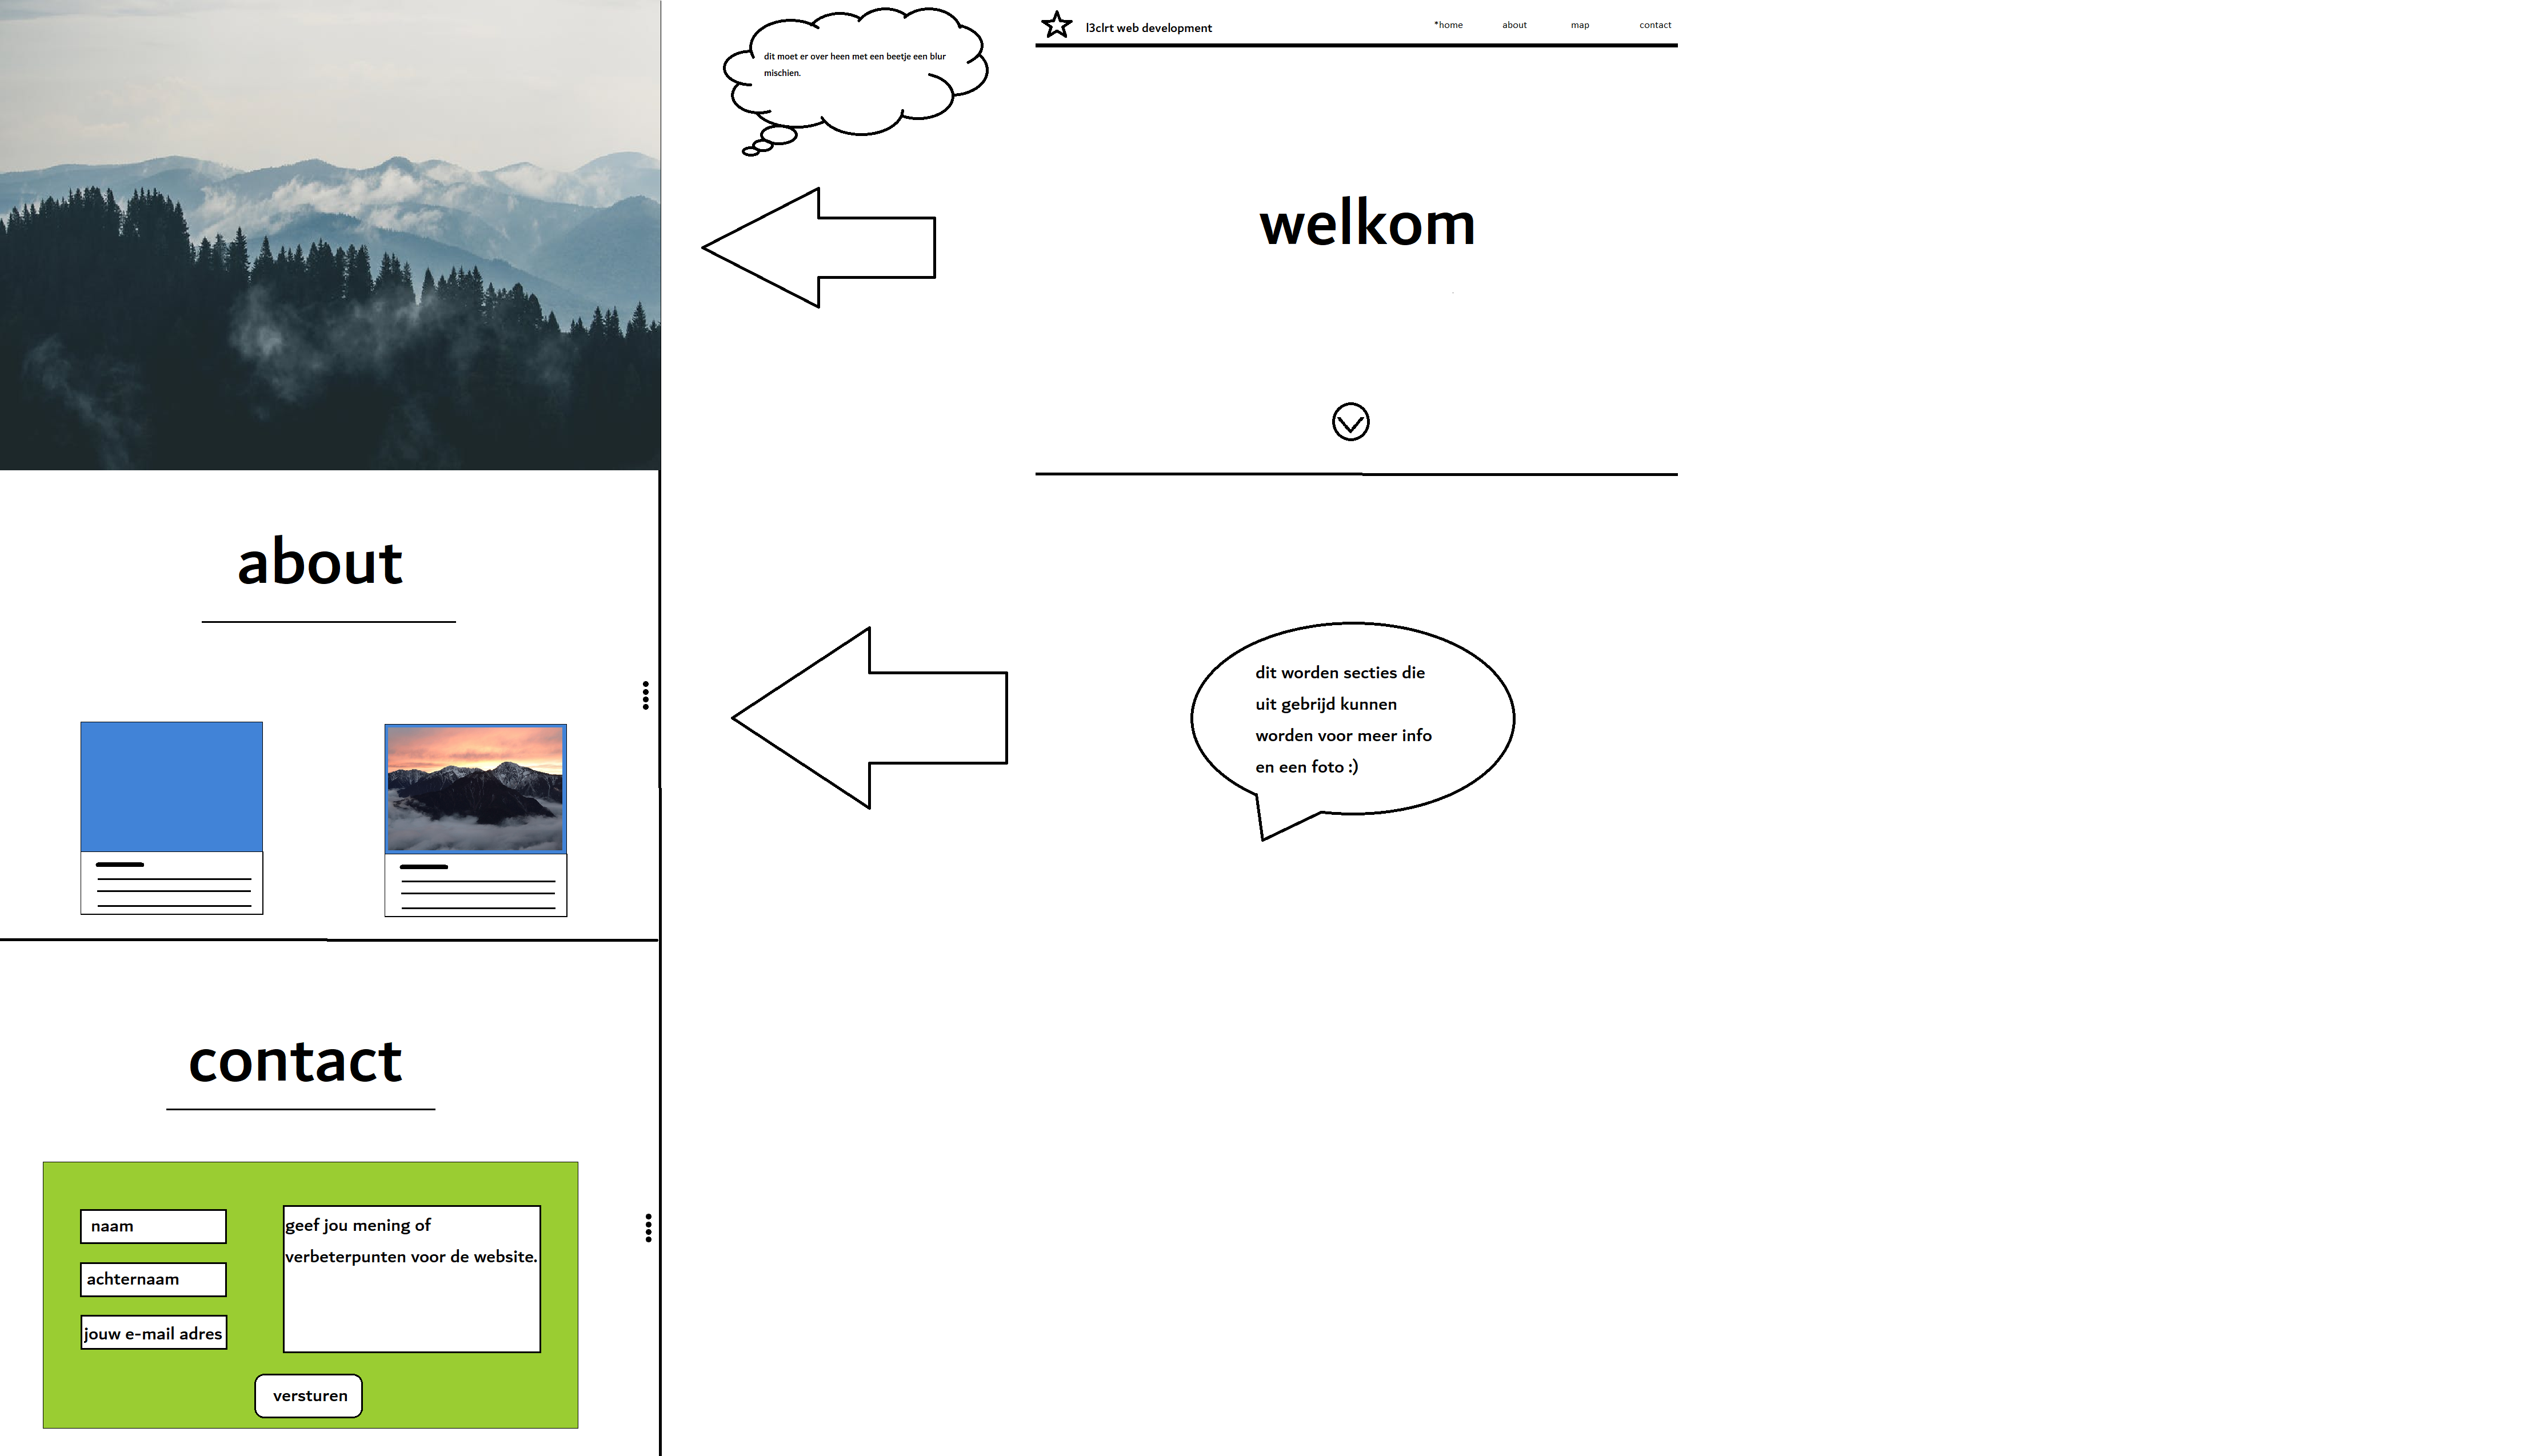 dit moet er over heen met een beetje een blur
mischien.
l3clrt web development
*home about map contact
welkom
about
dit worden secties die
uit gebrijd kunnen
worden voor meer info
en een foto :)
contact
naam
achternaam
jouw e-mail adres
geef jou mening of
verbeterpunten voor de website.
versturen